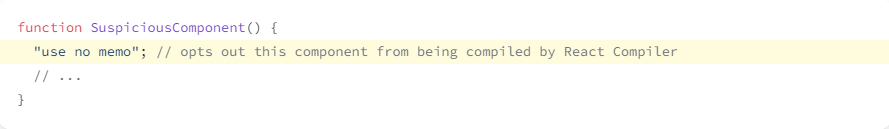 function SuspiciousComponent() {
  "use no memo"; // opts out this component from being compiled by React Compiler
  // ...
}